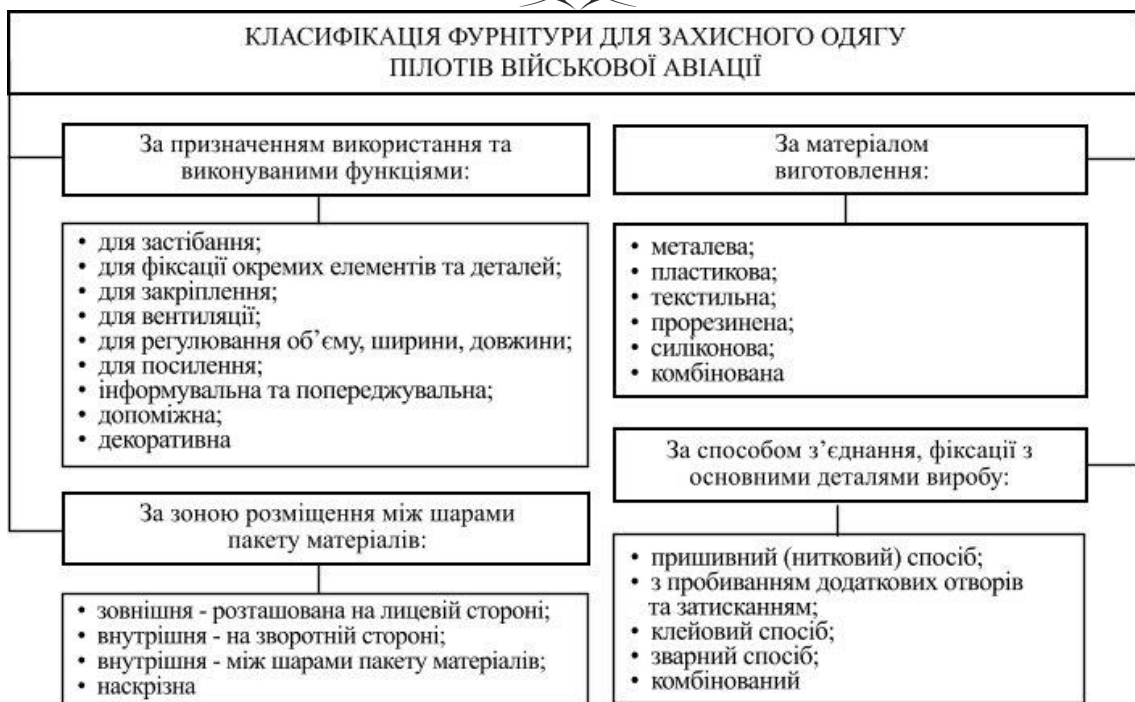 КЛАСИФІКАЦІЯ ФУРНІТУРИ ДЛЯ ЗАХИСНОГО ОДЯГУ
ПІЛОТІВ ВІЙСЬКОВОЇ АВІАЦІЇ
За призначенням використання та
виконуваними функціями:
• для застібання;
• для фіксації окремих елементів та деталей;
• для закріплення;
• для вентиляції;
• для регулювання об’єму, ширини, довжини;
• для посилення;
• інформувальна та попереджувальна;
• допоміжна;
• декоративна
За зоною розміщення між шарами
пакету матеріалів:
• зовнішня - розташована на лицевій стороні;
• внутрішня - на зворотній стороні;
• внутрішня - між шарами пакету матеріалів;
• наскрізна
За матеріалом
виготовлення:
• металева;
• пластикова;
• текстильна;
• прорезинена;
• силіконова;
• комбінована
За способом з’єднання, фіксації з
основними деталями виробу:
• пришивний (нитковий) спосіб;
• з пробиванням додаткових отворів
та затисканням;
• клейовий спосіб;
• зварний спосіб;
• комбінований